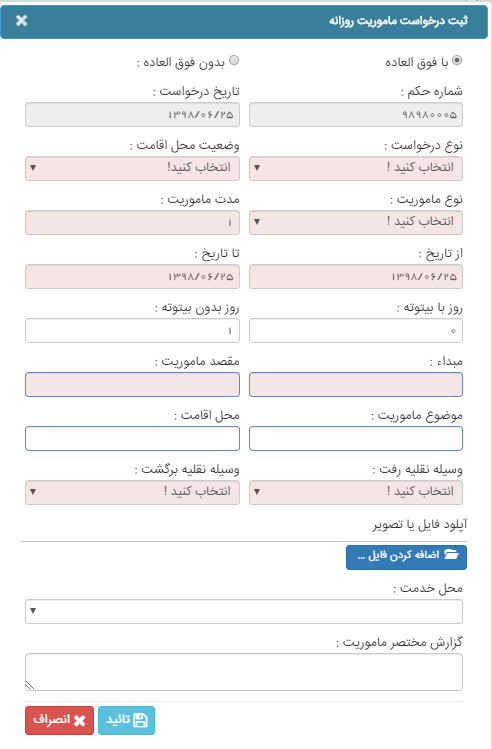 ثبت درخواست ماموریت روزانه
با فوق العاده
بدون فوق العاده :
شماره حکم :
تاریخ درخواست :
۹۸۹۸۰۰۰۵
۱۳۹۸/۰۶/۲۵
نوع درخواست :
وضعیت محل اقامت :
انتخاب کنید !
انتخاب کنید!
نوع ماموریت :
مدت ماموریت :
انتخاب کنید !
۱
از تاریخ :
تا تاریخ :
۱۳۹۸/۰۶/۲۵
۱۳۹۸/۰۶/۲۵
روز با بیتوته :
روز بدون بیتوته :
۰
۱
مبداء :
مقصد ماموریت :
موضوع ماموریت :
محل اقامت :
وسیله نقلیه رفت :
وسیله نقلیه برگشت :
انتخاب کنید !
انتخاب کنید !
آپلود فایل یا تصویر
اضافه کردن فایل ...
محل خدمت :
گزارش مختصر ماموریت :
تائید
انصراف